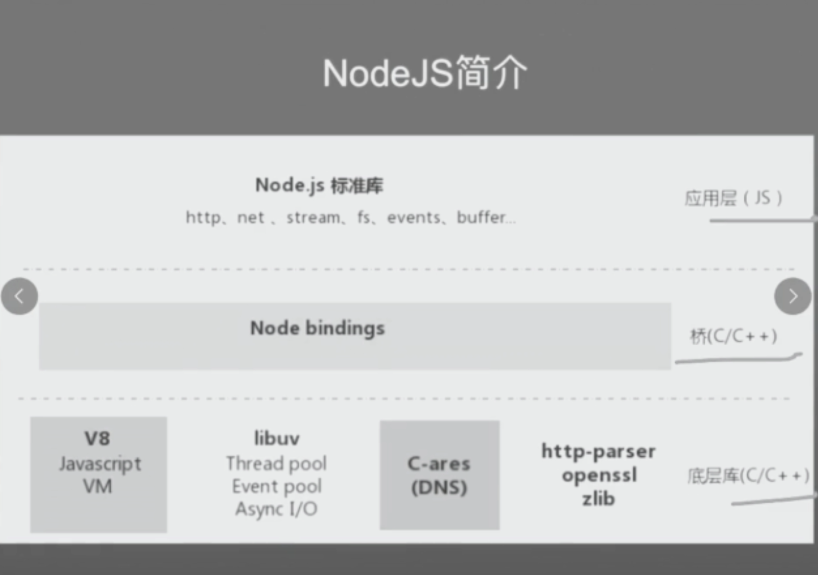 NodeJS简介
Node.js 标准库
http、net 、stream、fs、events、buffer...
应用层 ( JS )
Node bindings
桥(C/C++)
V8
Javascript
VM
libuv
Thread pool
Event pool
Async I/O
C-ares
(DNS)
http-parser
openssl
zlib
底层库(C/C++)